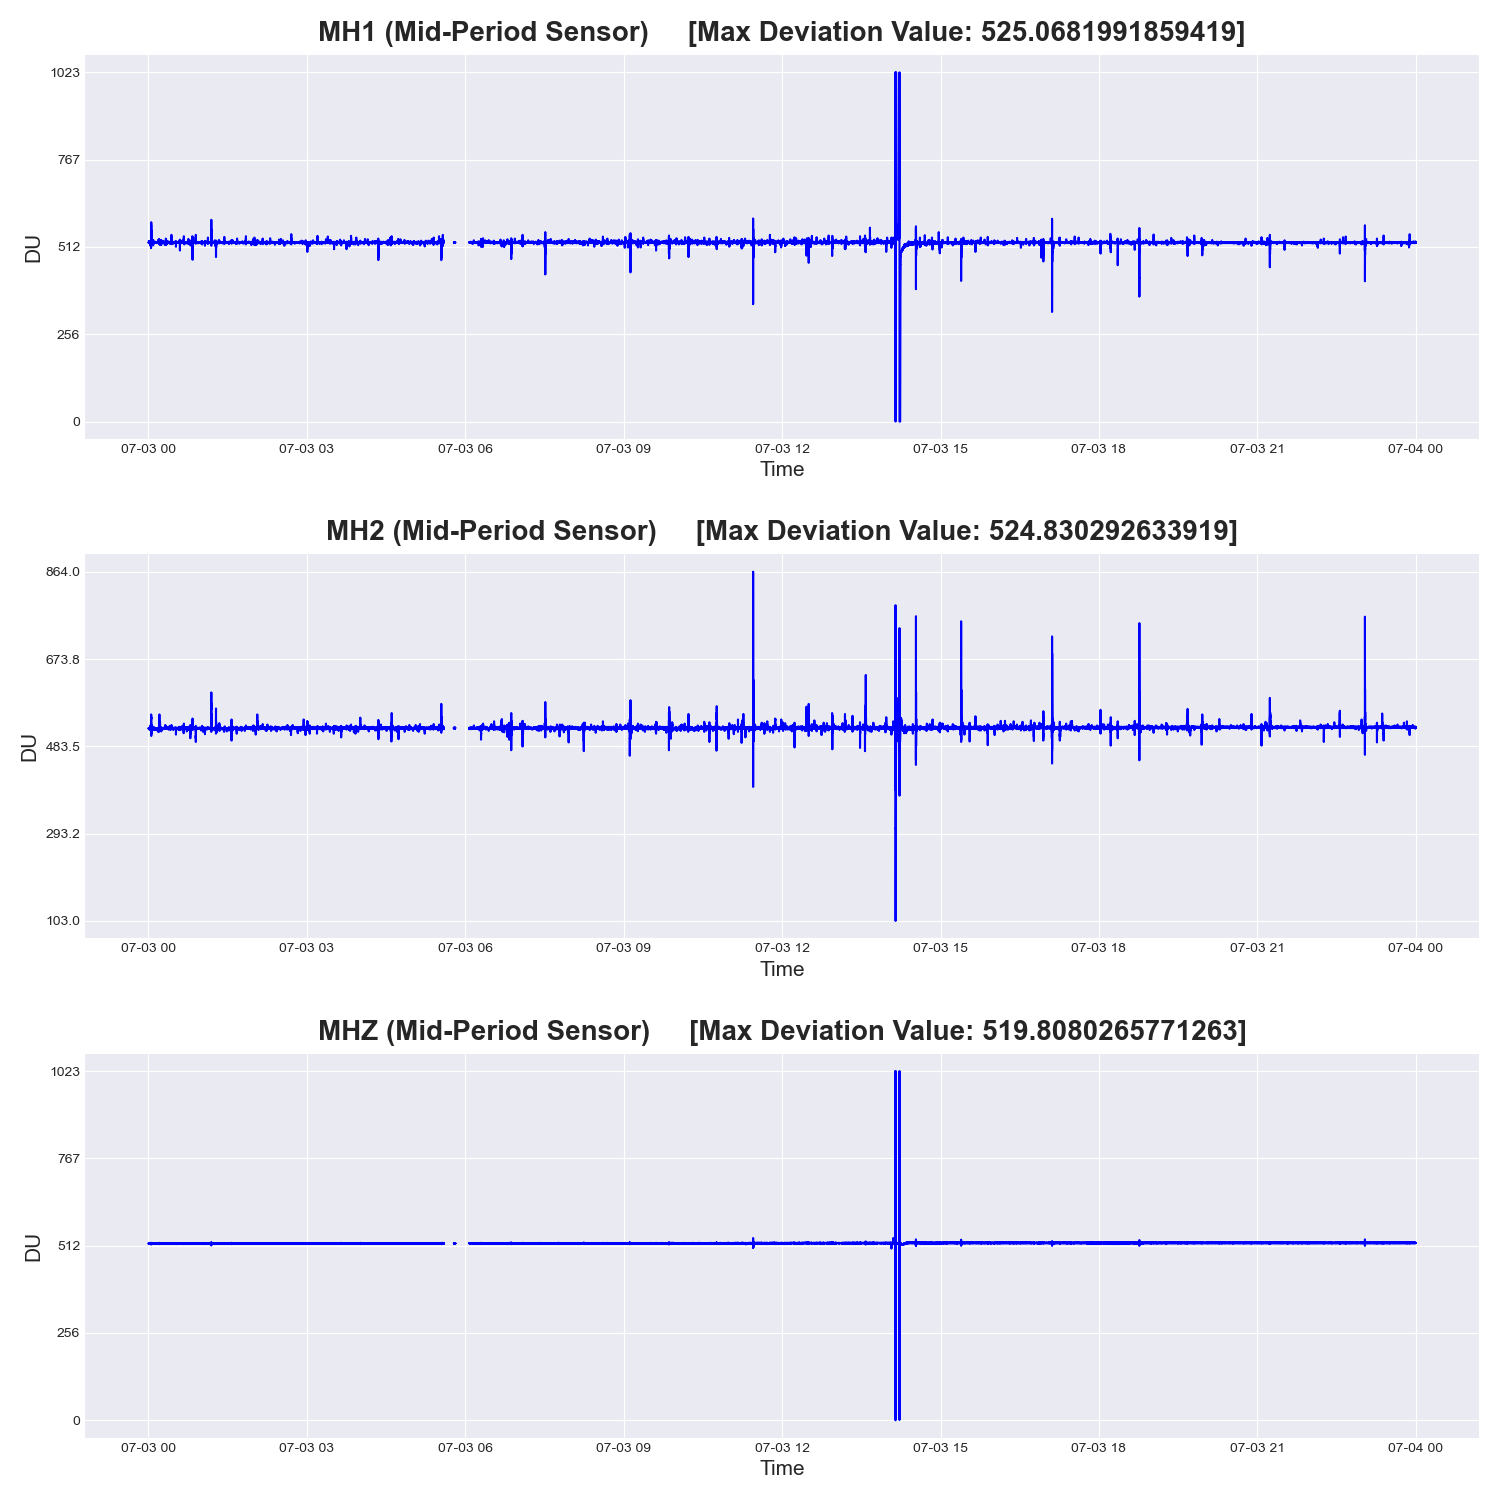 MH1 (Mid-Period Sensor) [Max Deviation Value: 525.0681991859419]
1023
767
512
256
0
DU
07-03 00 07-03 03 07-03 06 07-03 09 07-03 12 07-03 15 07-03 18 07-03 21 07-04 00
Time
MH2 (Mid-Period Sensor) [Max Deviation Value: 524.830292633919]
864.0
673.8
483.5
293.2
103.0
DU
07-03 00 07-03 03 07-03 06 07-03 09 07-03 12 07-03 15 07-03 18 07-03 21 07-04 00
Time
MHZ (Mid-Period Sensor) [Max Deviation Value: 519.8080265771263]
1023
767
512
256
0
DU
07-03 00 07-03 03 07-03 06 07-03 09 07-03 12 07-03 15 07-03 18 07-03 21 07-04 00
Time